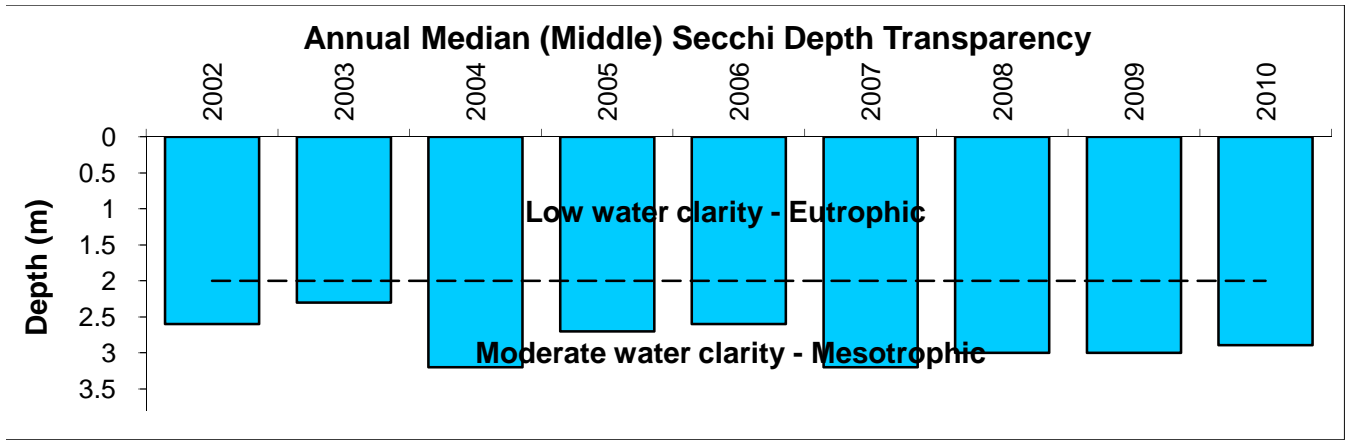 Annual Median (Middle) Secchi Depth Transparency
2002 2003 2004 2005 2006 2007 2008 2009 2010
Depth (m)
0
0.5
1
1.5
2
2.5
3
3.5
Low water clarity - Eutrophic
Moderate water clarity - Mesotrophic